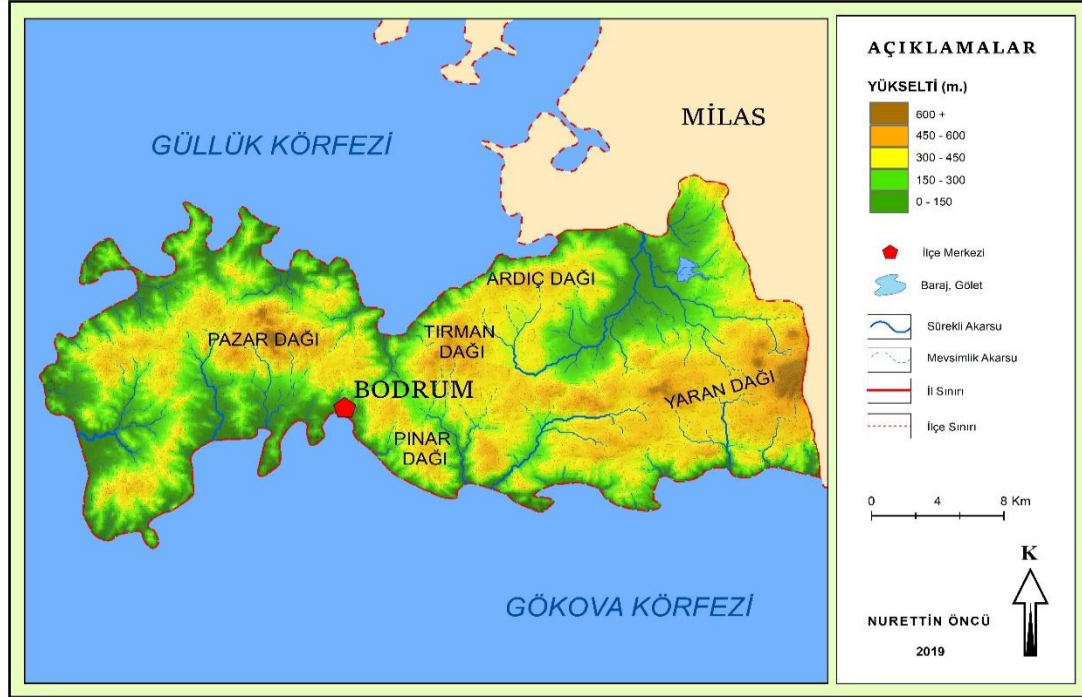 GÜLLÜK KÖRFEZİ
MİLAS
ARDIÇ DAĞI
PAZAR DAĞI
TIRMAN
DAĞI
BODRUM
YARAN DAĞI
PINAR
DAĞI
GÖKOVA KÖRFEZİ
AÇIKLAMALAR
YÜKSELTİ (m.)
600 +
450 - 600
300 - 450
150 - 300
0 - 150
İlçe Merkezi
Baraj, Gölet
Sürekli Akarsu
Mevsimlik Akarsu
İl Sınırı
İlçe Sınırı
0 4 8 Km
K
NURETTİN ÖNCÜ
2019